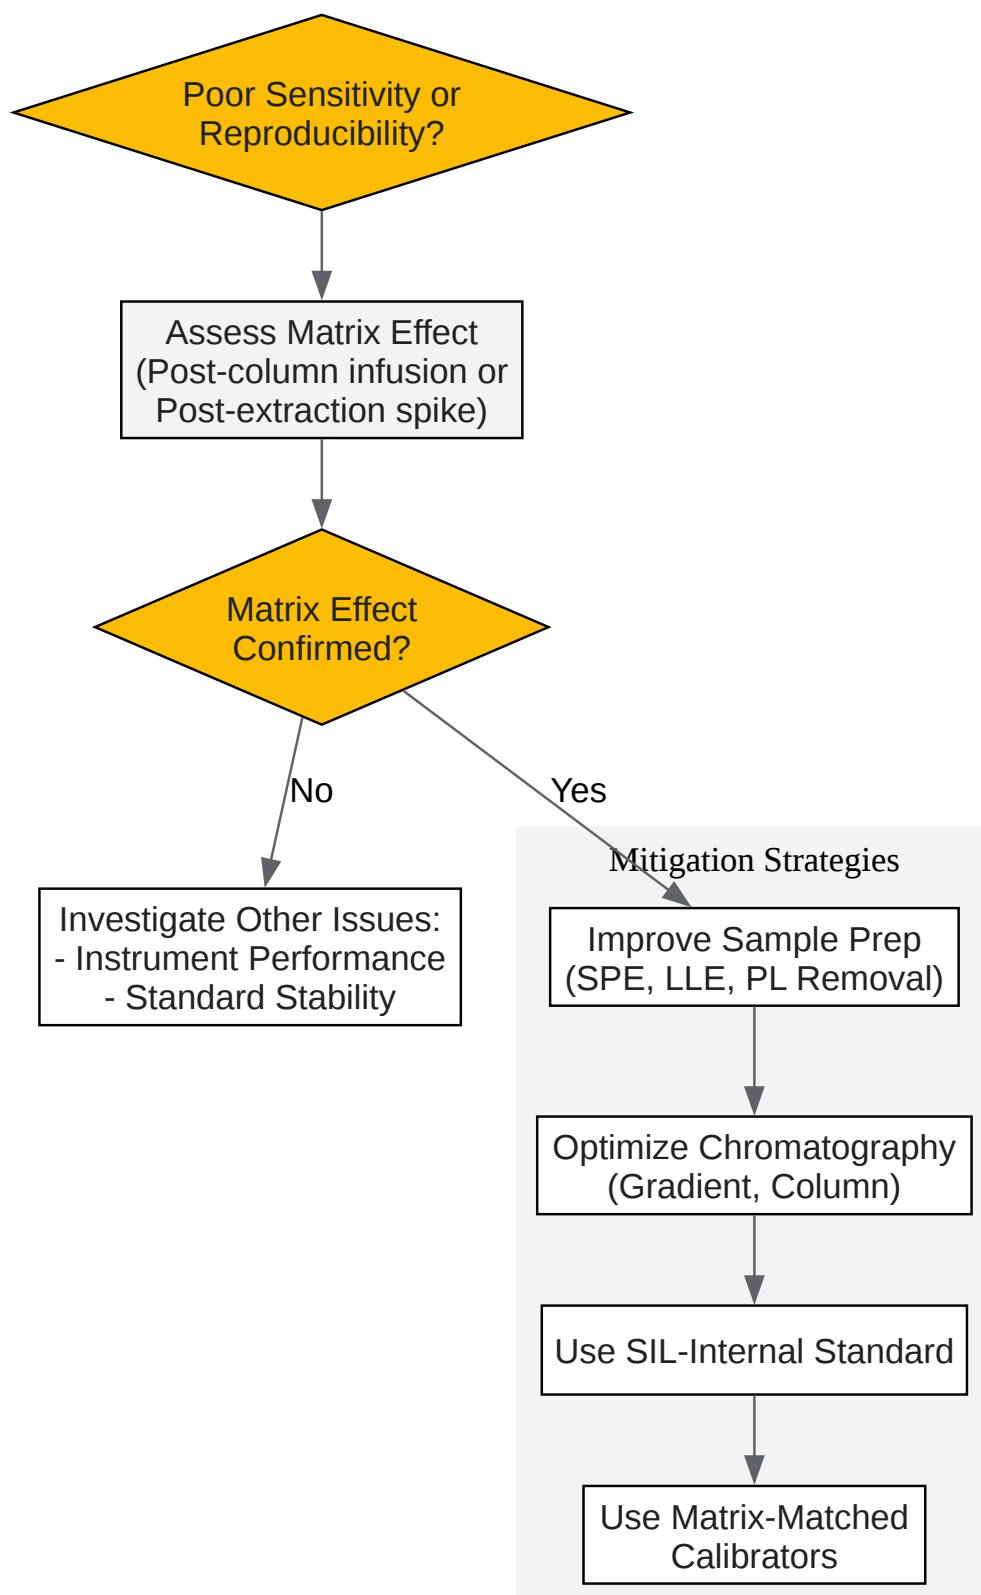 Poor Sensitivity or
Reproducibility?
Assess Matrix Effect
(Post-column infusion or
Post-extraction spike)
Matrix Effect
Confirmed?
No
Yes
Investigate Other Issues:
- Instrument Performance
- Standard Stability
Mitigation Strategies
Improve Sample Prep
(SPE, LLE, PL Removal)
Optimize Chromatography
(Gradient, Column)
Use SIL-Internal Standard
Use Matrix-Matched
Calibrators